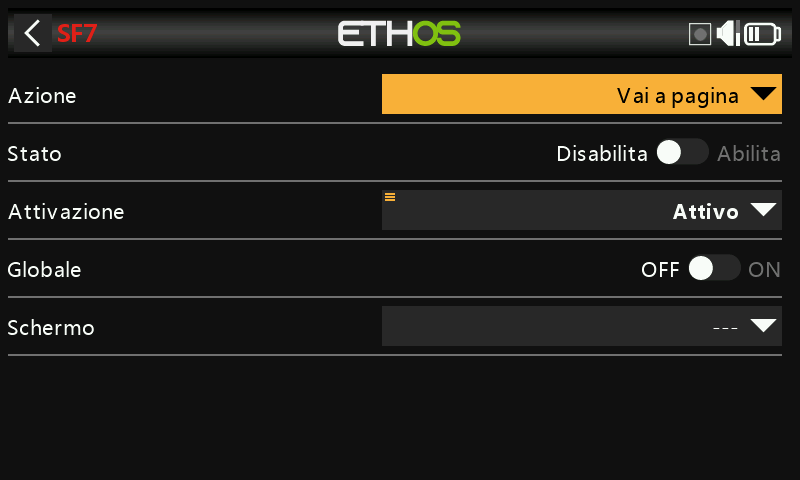 SF7
ETHOS
Azione Vai a pagina
Stato Disabilita Abilita
Attivazione Attivo
Globale OFF ON
Schermo ---